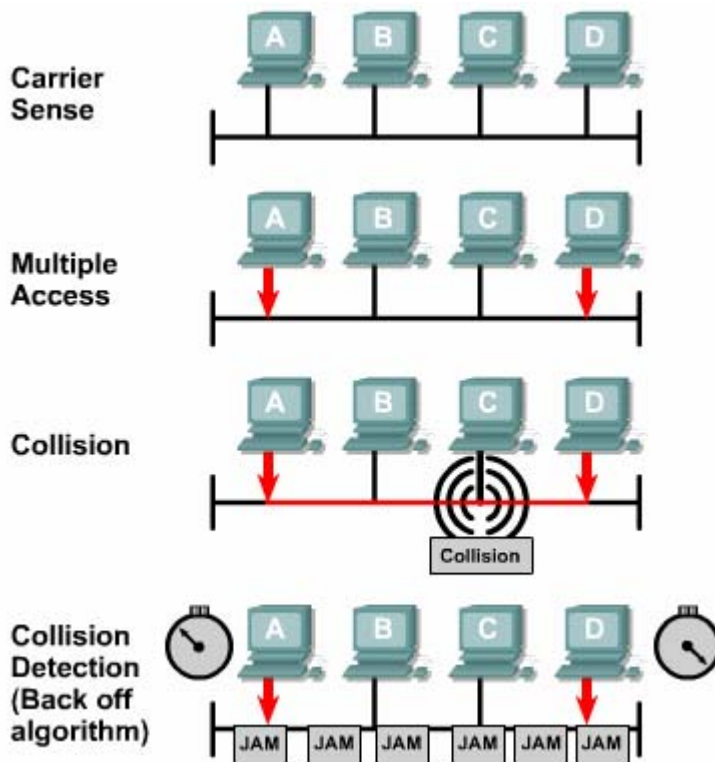 A B C D
Carrier
Sense
A B C D
Multiple
Access
A B C D
Collision
Collision
A B C D
Collision
Detection
(Back off
algorithm)
JAM JAM JAM JAM JAM JAM